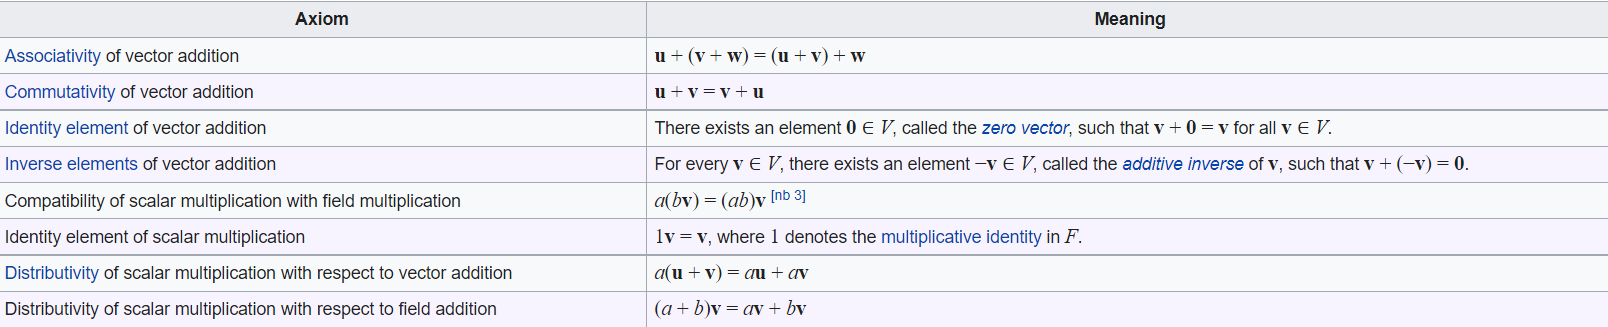 Axiom Meaning
Associativity of vector addition u + (v + w) = (u + v) + w
Commutativity of vector addition u + v = v + u
Identity element of vector addition There exists an element 0 ∈ V, called the zero vector, such that v + 0 = v for all v ∈ V.
Inverse elements of vector addition For every v ∈ V, there exists an element −v ∈ V, called the additive inverse of v, such that v + (−v) = 0.
Compatibility of scalar multiplication with field multiplication a(bv) = (ab)v [nb 3]
Identity element of scalar multiplication 1v = v, where 1 denotes the multiplicative identity in F.
Distributivity of scalar multiplication with respect to vector addition a(u + v) = au + av
Distributivity of scalar multiplication with respect to field addition (a + b)v = av + bv